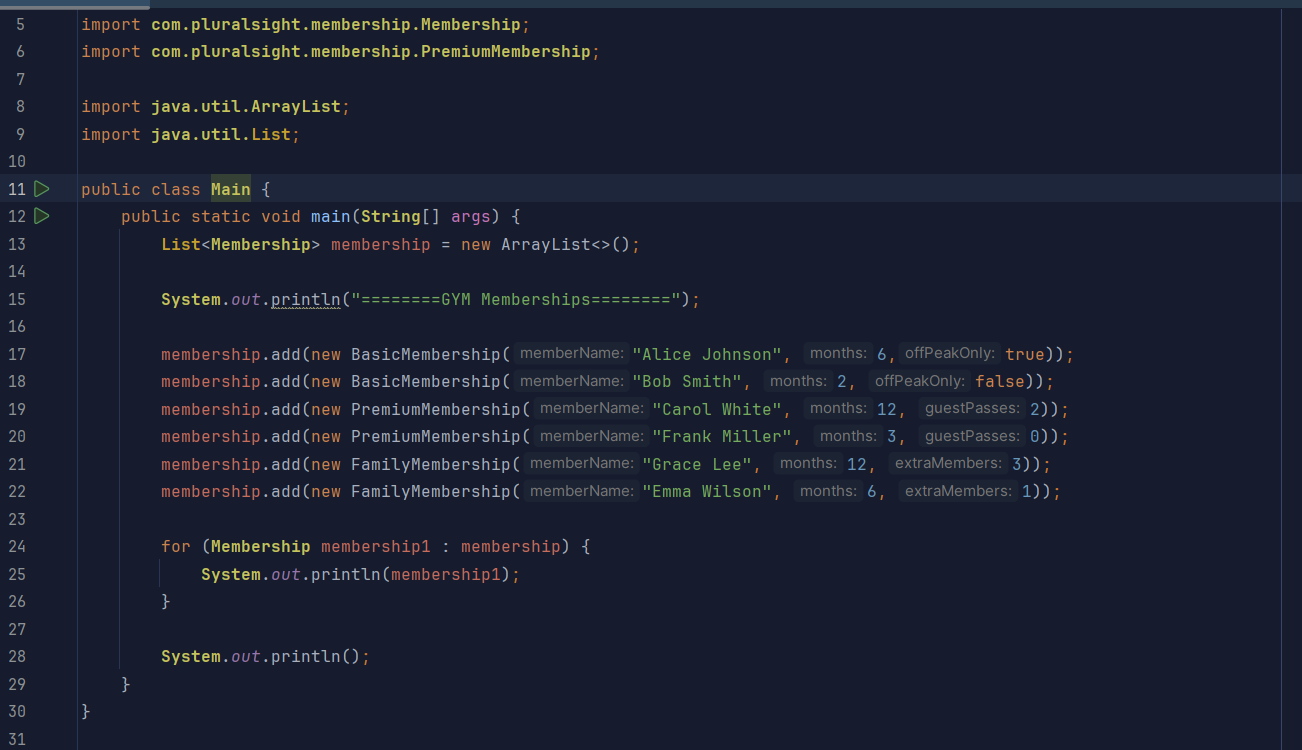 5 import com.pluralsight.membership.Membership;
6 import com.pluralsight.membership.PremiumMembership;
7
8 import java.util.ArrayList;
9 import java.util.List;
10
11 public class Main {
12     public static void main(String[] args) {
13         List<Membership> membership = new ArrayList<>();
14
15         System.out.println("========GYM Memberships========");
16
17         membership.add(new BasicMembership( memberName: "Alice Johnson", months: 6, offPeakOnly: true));
18         membership.add(new BasicMembership( memberName: "Bob Smith", months: 2, offPeakOnly: false));
19         membership.add(new PremiumMembership( memberName: "Carol White", months: 12, guestPasses: 2));
20         membership.add(new PremiumMembership( memberName: "Frank Miller", months: 3, guestPasses: 0));
21         membership.add(new FamilyMembership( memberName: "Grace Lee", months: 12, extraMembers: 3));
22         membership.add(new FamilyMembership( memberName: "Emma Wilson", months: 6, extraMembers: 1));
23
24         for (Membership membership1 : membership) {
25             System.out.println(membership1);
26         }
27
28         System.out.println();
29     }
30 }
31